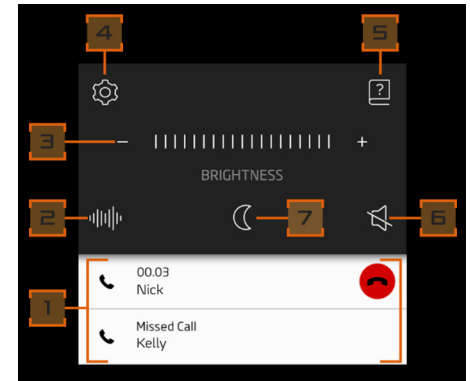 4 5
?
3 - +
BRIGHTNESS
2 7 6
00.03
1 Nick
Missed Call
Kelly